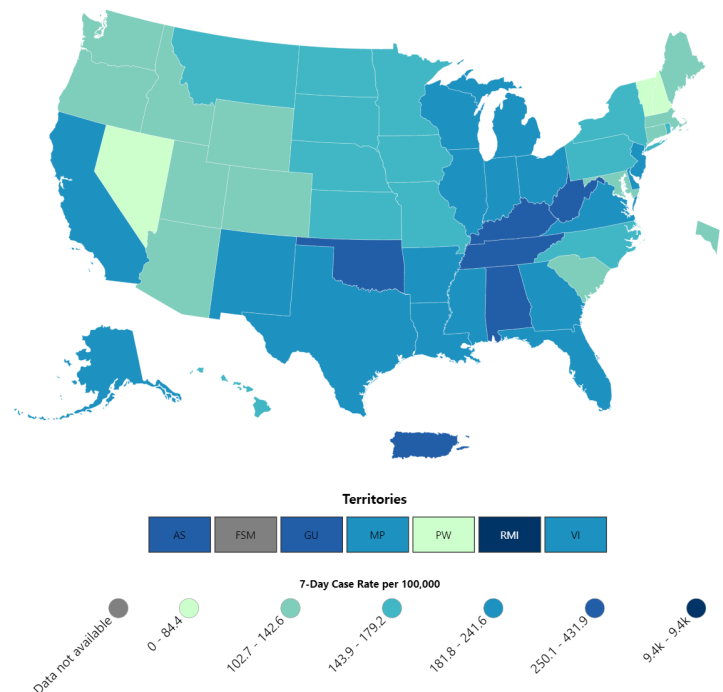 Territories
AS FSM GU MP PW RMI VI
7-Day Case Rate per 100,000
Data not available 0 - 84.4 102.7 - 142.6 143.9 - 179.2 181.8 - 241.6 250.1 - 431.9 9.4k - 9.4k